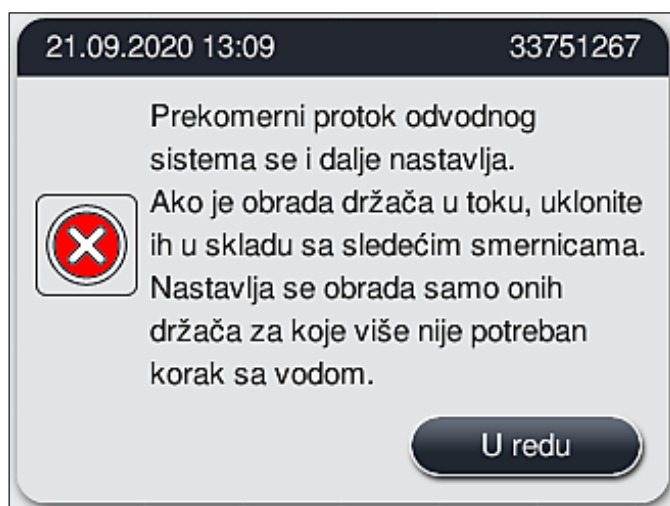 21.09.2020 13:09 33751267
Prekomerni protok odvodnog
sistema se i dalje nastavlja.
Ako je obrada držača u toku, uklonite
ih u skladu sa sledećim smernicama.
Nastavlja se obrada samo onih
držača za koje više nije potreban
korak sa vodom.
U redu